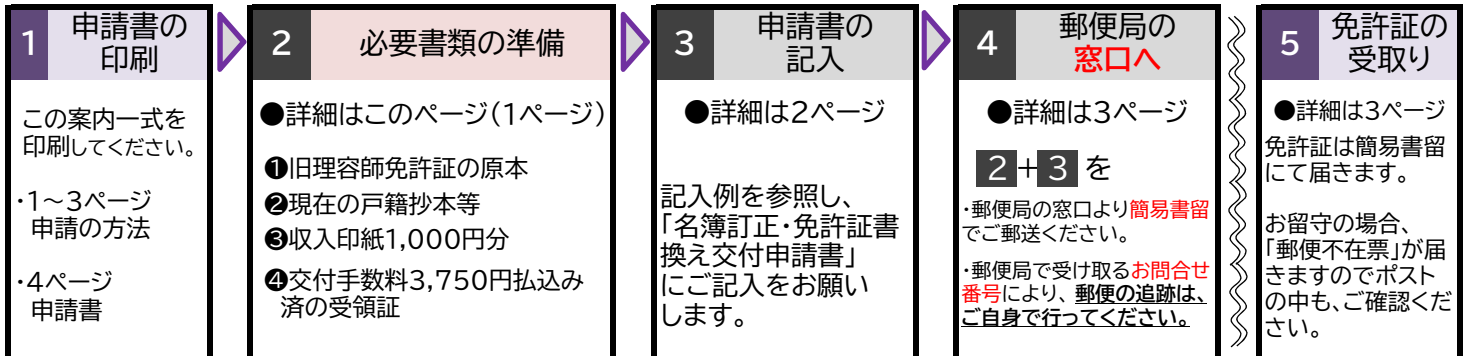 1
申請書の
印刷
この案内一式を
印刷してください。
・1～3ページ
申請の方法
・4ページ
申請書
2
必要書類の準備
●詳細はこのページ(1ページ)
❶旧理容師免許証の原本
❷現在の戸籍抄本等
❸収入印紙1,000円分
❹交付手数料3,750円払込み
済の受領証
3
申請書の
記入
●詳細は2ページ
記入例を参照し、
「名簿訂正・免許証書
換え交付申請書」
にご記入をお願い
します。
4
郵便局の
窓口へ
●詳細は3ページ
2+3を
・郵便局の窓口より簡易書留
でご郵送ください。
・郵便局で受け取るお問合せ
番号により、郵便の追跡は、
ご自身で行ってください。
5
免許証の
受取り
●詳細は3ページ
免許証は簡易書留
にて届きます。
お留守の場合、
「郵便不在票」が届
きますのでポスト
の中も、ご確認くだ
さい。